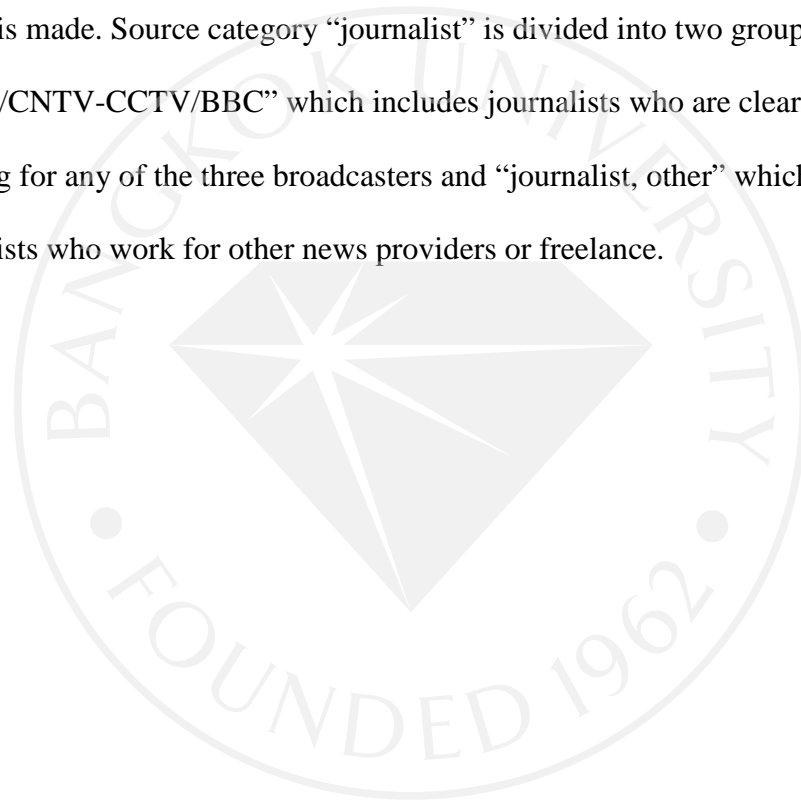 is made. Source category “journalist” is divided into two group
/CNTV-CCTV/BBC” which includes journalists who are clear
g for any of the three broadcasters and “journalist, other” which
ists who work for other news providers or freelance.
BANGKOK UNIVERSITY
• FOUNDED 1962 •